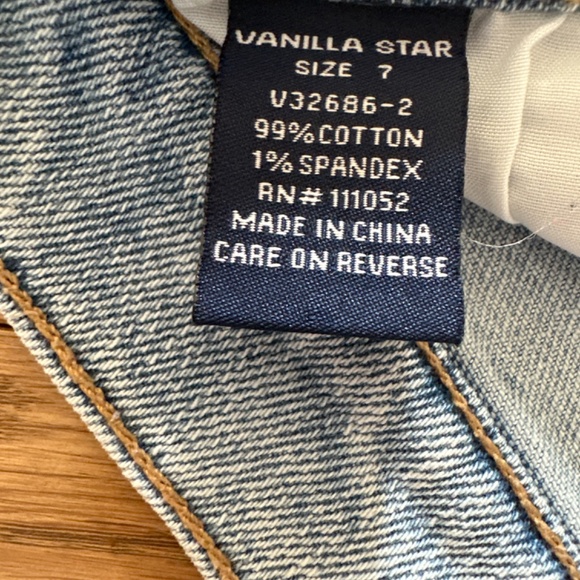 VANILLA STAR
SIZE 7
V32686-2
99%COTTON
1%SPANDEX
RN# 111052
MADE IN CHINA
CARE ON REVERSE